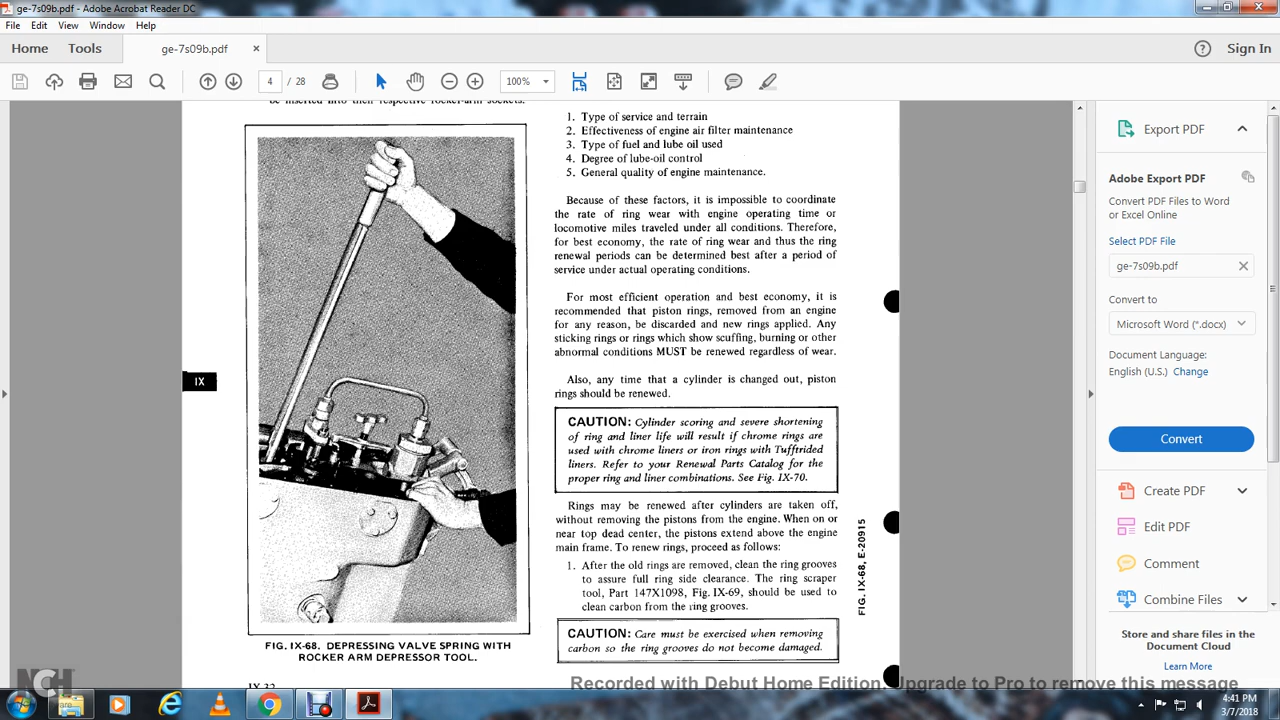 ge-7s09b.pdf - Adobe Acrobat Reader DC
File Edit View Window Help
Home Tools ge-7s09b.pdf × Sign In
4 / 28 100%
be inserted into their respective rocker-arm sockets.
IX
FIG. IX-68. DEPRESSING VALVE SPRING WITH
ROCKER ARM DEPRESSOR TOOL.
IX-32
1. Type of service and terrain
2. Effectiveness of engine air filter maintenance
3. Type of fuel and lube oil used
4. Degree of lube-oil control
5. General quality of engine maintenance.
Because of these factors, it is impossible to coordinate
the rate of ring wear with engine operating time or
locomotive miles traveled under all conditions. Therefore,
for best economy, the rate of ring wear and thus the ring
renewal periods can be determined best after a period of
service under actual operating conditions.
For most efficient operation and best economy, it is
recommended that piston rings, removed from an engine
for any reason, be discarded and new rings applied. Any
sticking rings or rings which show scuffing, burning or other
abnormal conditions MUST be renewed regardless of wear.
Also, any time that a cylinder is changed out, piston
rings should be renewed.
CAUTION: Cylinder scoring and severe shortening
of ring and liner life will result if chrome rings are
used with chrome liners or iron rings with Tufftrided
liners. Refer to your Renewal Parts Catalog for the
proper ring and liner combinations. See Fig. IX-70.
Rings may be renewed after cylinders are taken off,
without removing the pistons from the engine. When on or
near top dead center, the pistons extend above the engine
main frame. To renew rings, proceed as follows:
1. After the old rings are removed, clean the ring grooves
to assure full ring side clearance. The ring scraper
tool, Part 147X1098, Fig. IX-69, should be used to
clean carbon from the ring grooves.
CAUTION: Care must be exercised when removing
carbon so the ring grooves do not become damaged.
FIG. IX-68, E-20915
Export PDF
Adobe Export PDF
Convert PDF Files to Word
or Excel Online
Select PDF File
ge-7s09b.pdf
Convert to
Microsoft Word (*.docx)
Document Language:
English (U.S.) Change
Convert
Create PDF
Edit PDF
Comment
Combine Files
Store and share files in the
Document Cloud
Learn More
NCH
Recorded with Debut Home Edition. Upgrade to Pro to remove this message
4:41 PM
3/7/2018